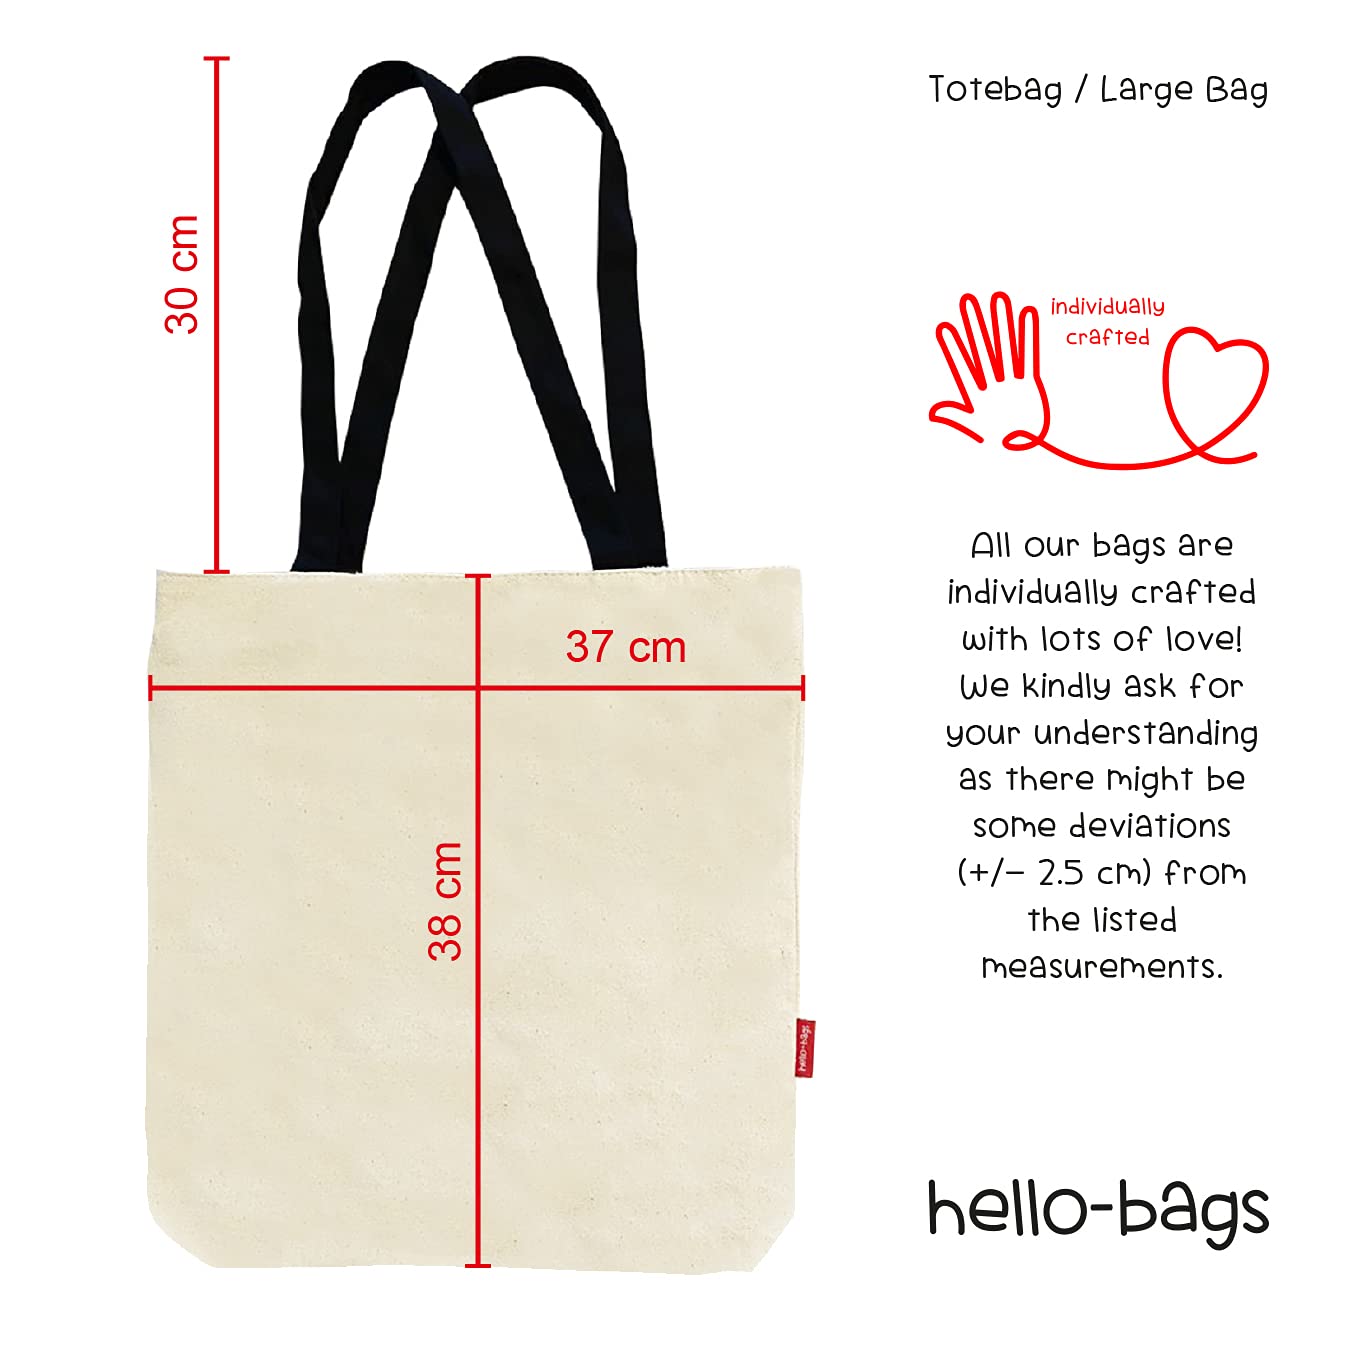 Totebag / Large Bag
30 cm
individually
crafted
All our bags are
individually crafted
with lots of love!
We kindly ask for
your understanding
as there might be
some deviations
(+/- 2.5 cm) from
the listed
measurements.
37 cm
38 cm
hello-bags
hello-bags